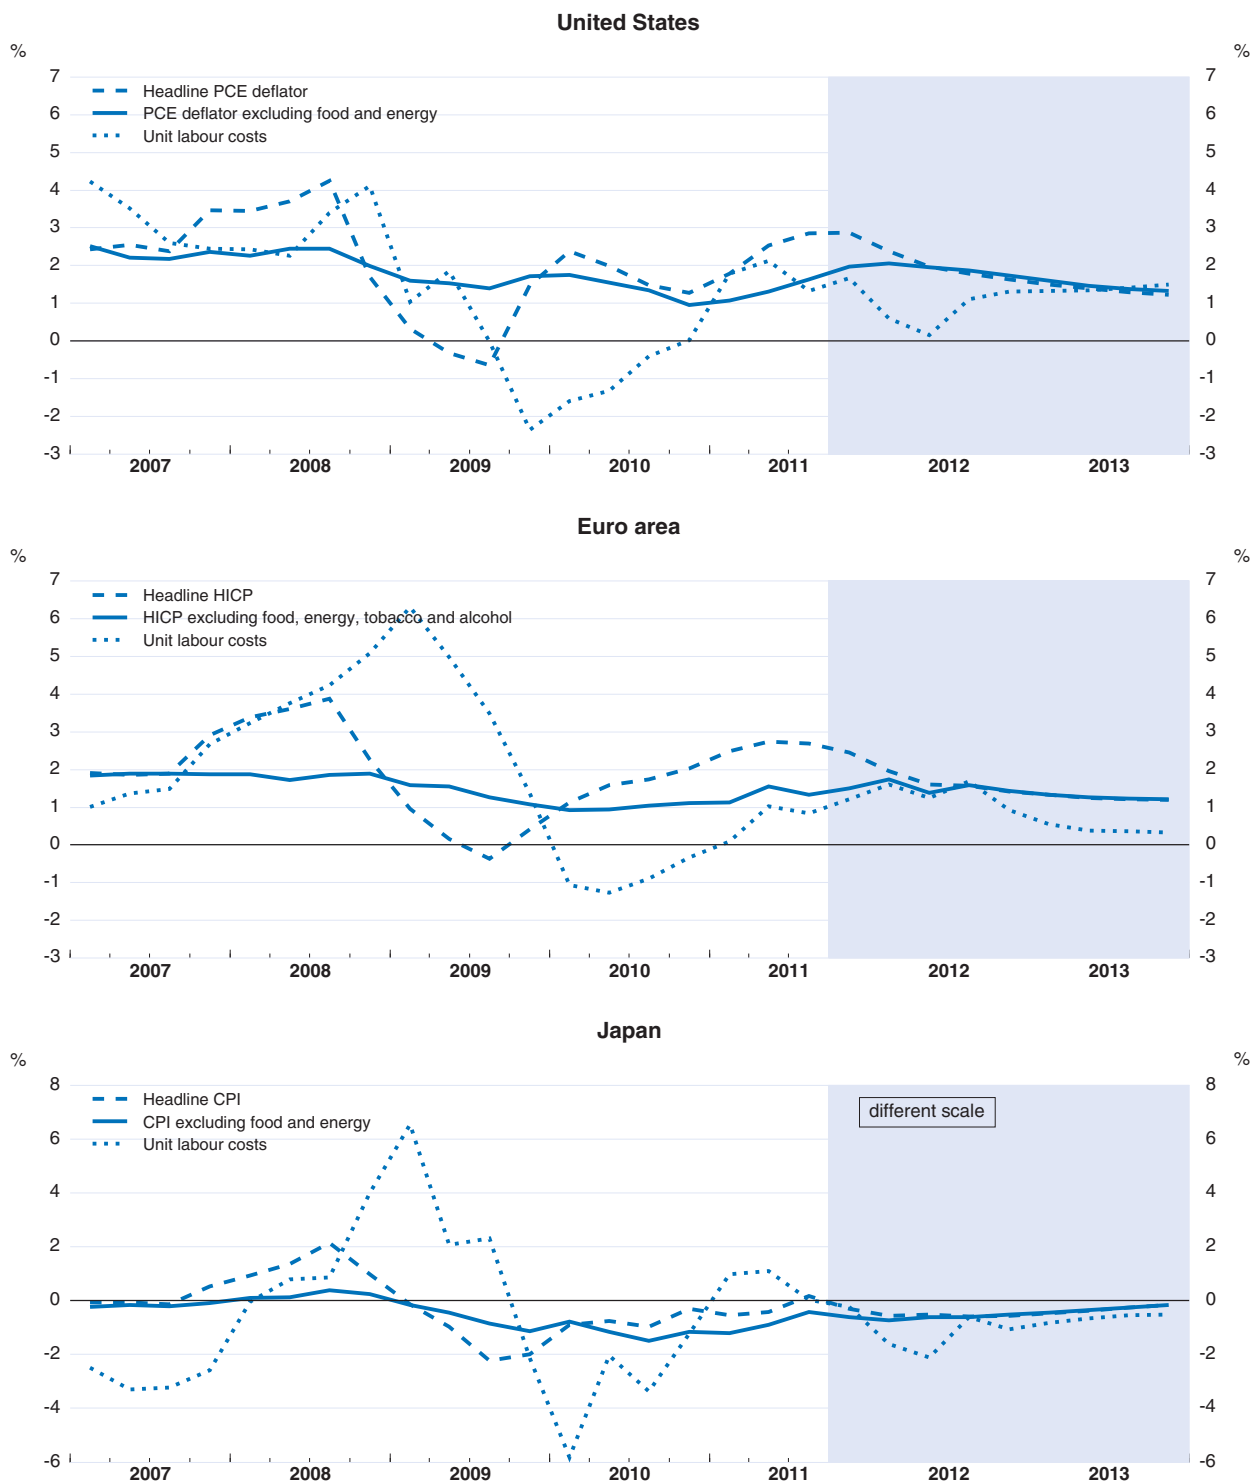 United States
% %
7 7
Headline PCE deflator
6 PCE deflator excluding food and energy 6
Unit labour costs
5 5
4 4
3 3
2 2
1 1
0 0
-1 -1
-2 -2
-3 -3
2007 2008 2009 2010 2011 2012 2013
Euro area
% %
7 7
Headline HICP
6 HICP excluding food, energy, tobacco and alcohol 6
Unit labour costs
5 5
4 4
3 3
2 2
1 1
0 0
-1 -1
-2 -2
-3 -3
2007 2008 2009 2010 2011 2012 2013
Japan
% %
8 8
Headline CPI
different scale
CPI excluding food and energy
6 Unit labour costs 6
4 4
2 2
0 0
-2 -2
-4 -4
-6 -6
2007 2008 2009 2010 2011 2012 2013